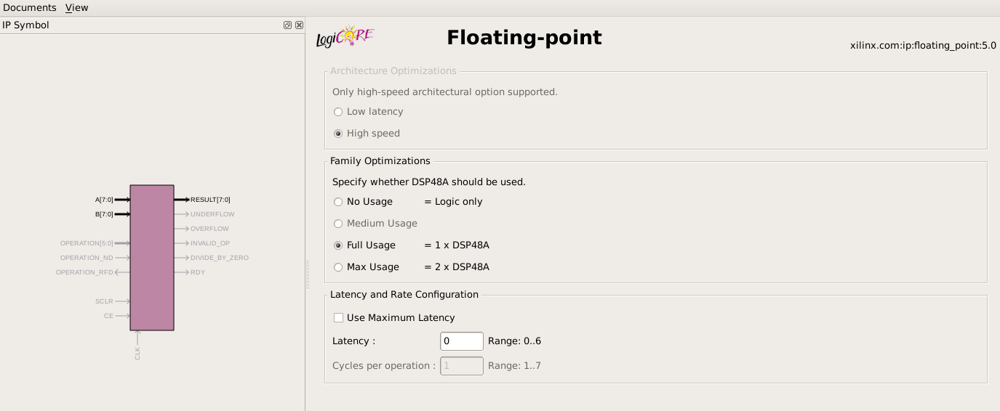 Documents View
IP Symbol
A[7:0]
B[7:0]
OPERATION[5:0]
OPERATION_ND
OPERATION_RFD
SCLR
CE
CLK
RESULT[7:0]
UNDERFLOW
OVERFLOW
INVALID_OP
DIVIDE_BY_ZERO
RDY
LogiCORE
Floating-point
xilinx.com:ip:floating_point:5.0
Architecture Optimizations
Only high-speed architectural option supported.
Low latency
High speed
Family Optimizations
Specify whether DSP48A should be used.
No Usage = Logic only
Medium Usage
Full Usage = 1 x DSP48A
Max Usage = 2 x DSP48A
Latency and Rate Configuration
Use Maximum Latency
Latency : 0 Range: 0..6
Cycles per operation : 1 Range: 1..7